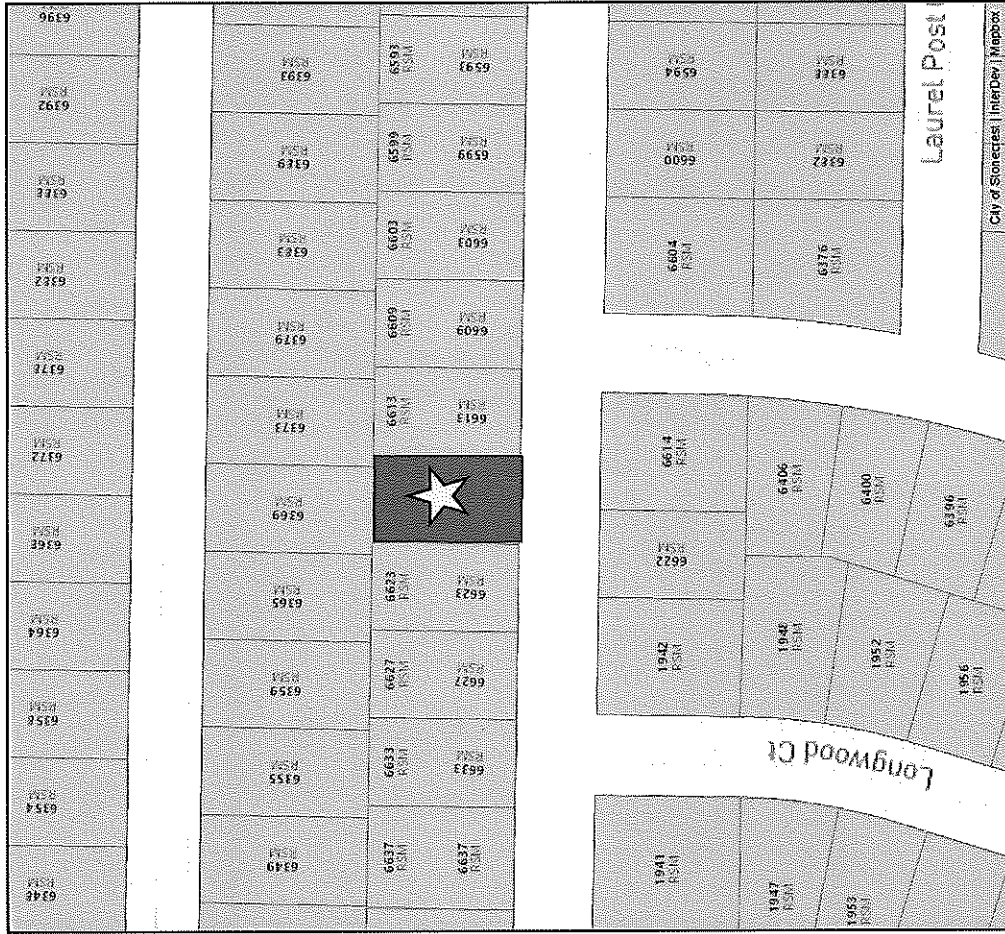 6396
RSM
6392
RSM
6388
RSM
6382
RSM
6378
RSM
6372
RSM
6368
RSM
6364
RSM
6358
RSM
6354
RSM
6348
RSM
6393
RSM
6389
RSM
6383
RSM
6379
RSM
6373
RSM
6369
RSM
6365
RSM
6359
RSM
6355
RSM
6349
RSM
6593
RSM
6599
RSM
6603
RSM
6609
RSM
6613
RSM
6623
RSM
6627
RSM
6633
RSM
6637
RSM
6593
RSM
6599
RSM
6603
RSM
6609
RSM
6613
RSM
6623
RSM
6627
RSM
6633
RSM
6637
RSM
6594
RSM
6600
RSM
6604
RSM
6614
RSM
6622
RSM
1942
RSM
1941
RSM
6388
RSM
6382
RSM
6376
RSM
6406
RSM
6400
RSM
6396
RSM
1948
RSM
1952
RSM
1956
RSM
1947
RSM
1953
RSM
Longwood Ct
Laurel Post
City of Stonecrest | InterDev | Mapbox